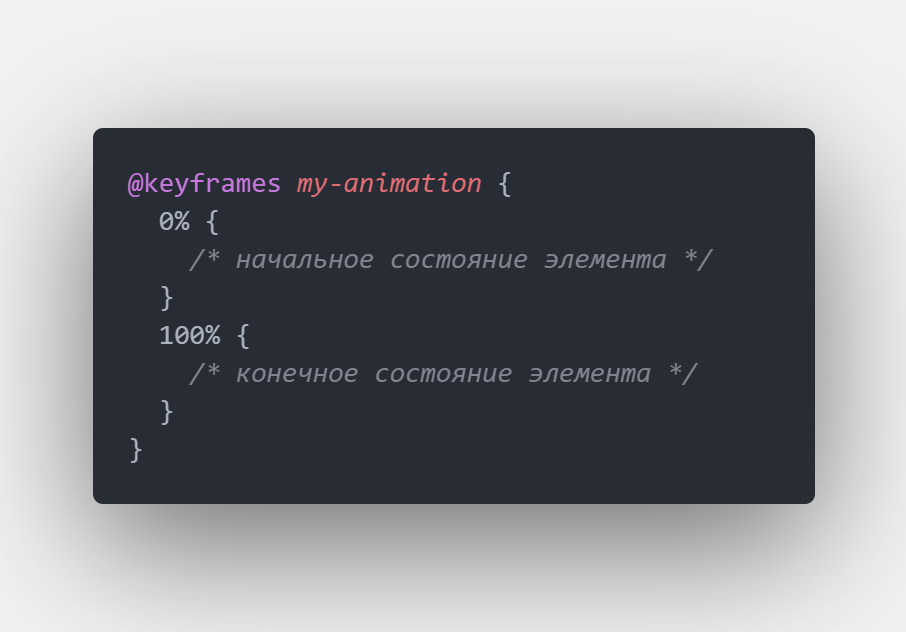 @keyframes my-animation {
  0% {
    /* начальное состояние элемента */
  }
  100% {
    /* конечное состояние элемента */
  }
}